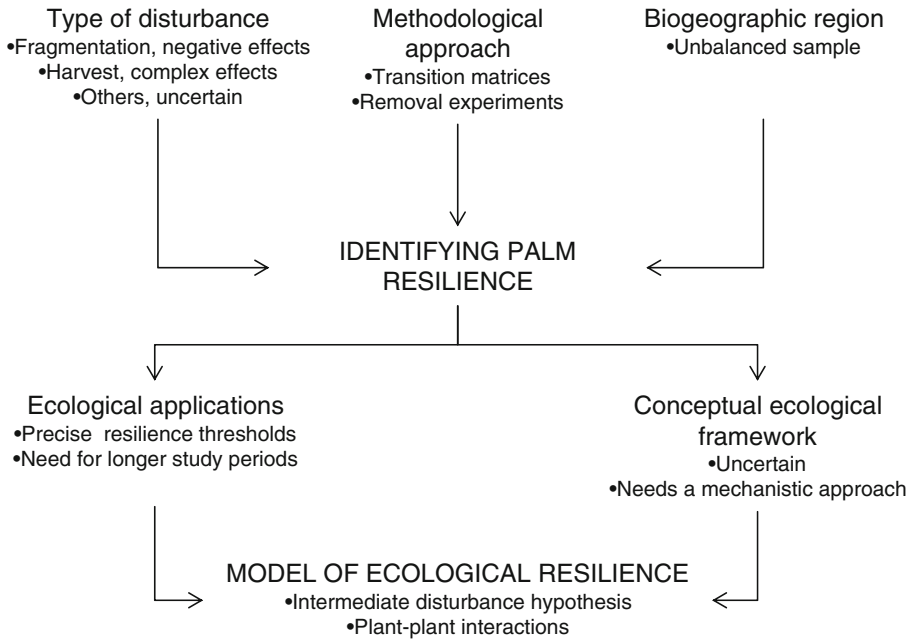 Type of disturbance
•Fragmentation, negative effects
•Harvest, complex effects
•Others, uncertain
Methodological
approach
•Transition matrices
•Removal experiments
Biogeographic region
•Unbalanced sample
IDENTIFYING PALM
RESILIENCE
Ecological applications
•Precise resilience thresholds
•Need for longer study periods
Conceptual ecological
framework
•Uncertain
•Needs a mechanistic approach
MODEL OF ECOLOGICAL RESILIENCE
•Intermediate disturbance hypothesis
•Plant-plant interactions